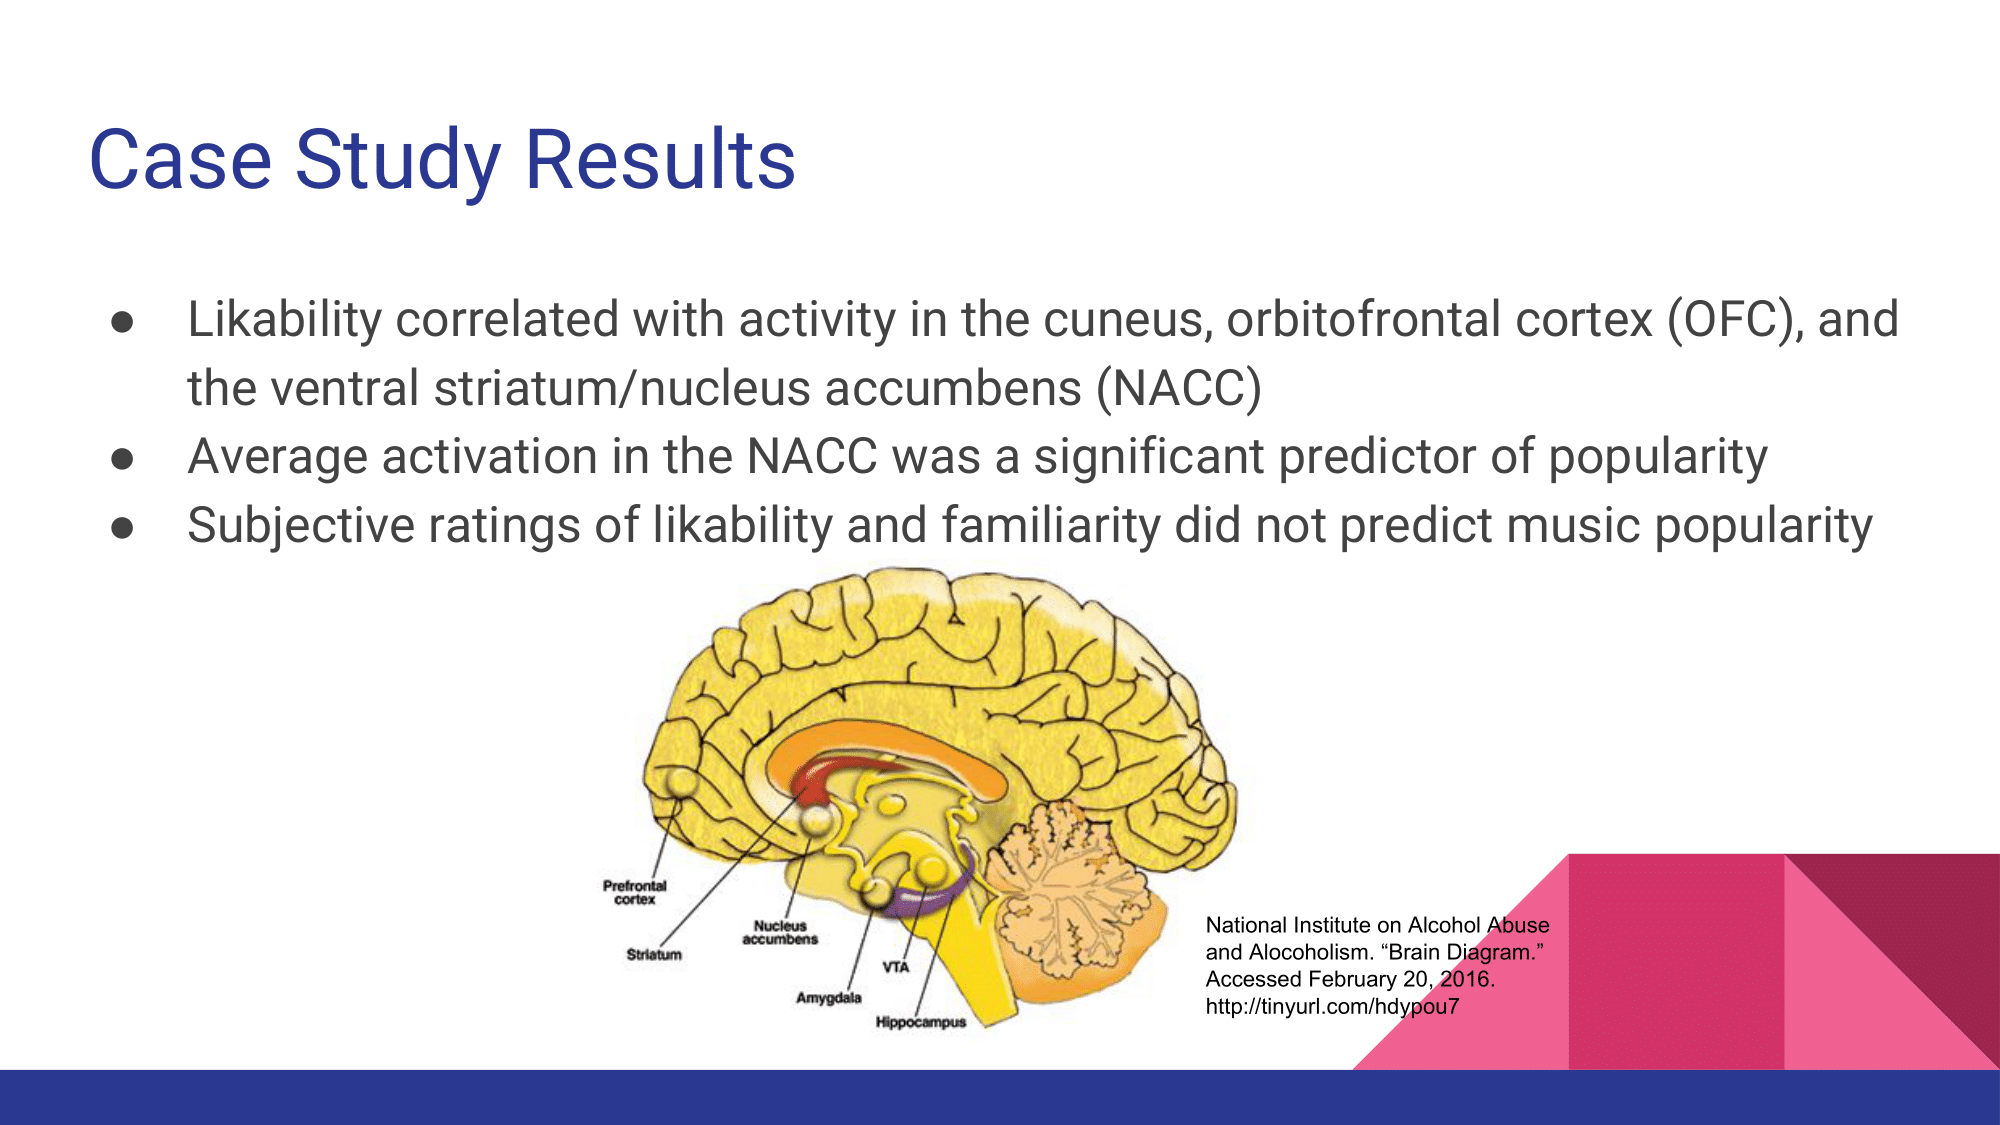 Case Study Results
● Likability correlated with activity in the cuneus, orbitofrontal cortex (OFC), and
the ventral striatum/nucleus accumbens (NACC)
● Average activation in the NACC was a significant predictor of popularity
● Subjective ratings of likability and familiarity did not predict music popularity
Prefrontal
cortex
Striatum
Nucleus
accumbens
VTA
Amygdala
Hippocampus
National Institute on Alcohol Abuse
and Alocoholism. “Brain Diagram.”
Accessed February 20, 2016.
http://tinyurl.com/hdypou7